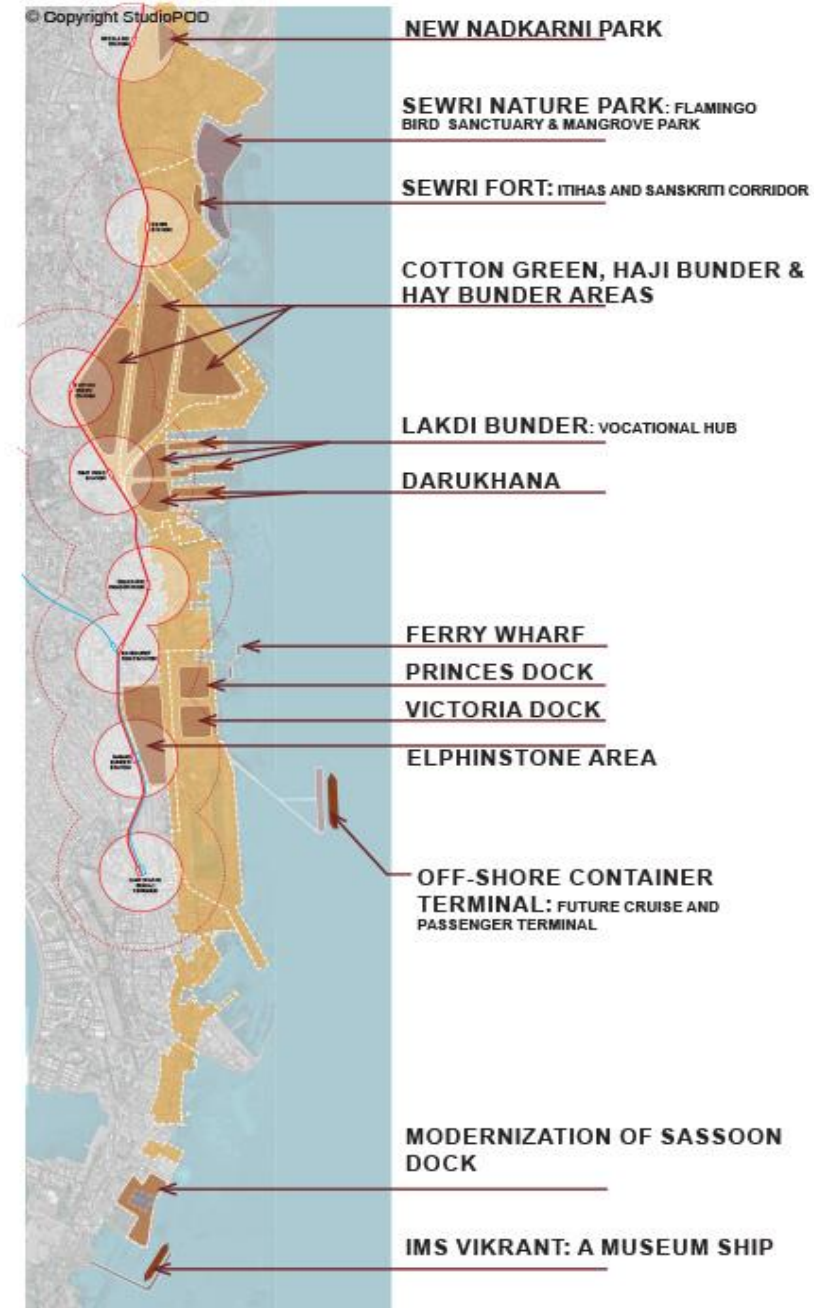 © Copyright StudioPOD
NEW NADKARNI PARK
SEWRI NATURE PARK: FLAMINGO
BIRD SANCTUARY & MANGROVE PARK
SEWRI FORT: ITIHAS AND SANSKRITI CORRIDOR
COTTON GREEN, HAJI BUNDER &
HAY BUNDER AREAS
LAKDI BUNDER: VOCATIONAL HUB
DARUKHANA
FERRY WHARF
PRINCES DOCK
VICTORIA DOCK
ELPHINSTONE AREA
OFF-SHORE CONTAINER
TERMINAL: FUTURE CRUISE AND
PASSENGER TERMINAL
MODERNIZATION OF SASSOON
DOCK
IMS VIKRANT: A MUSEUM SHIP